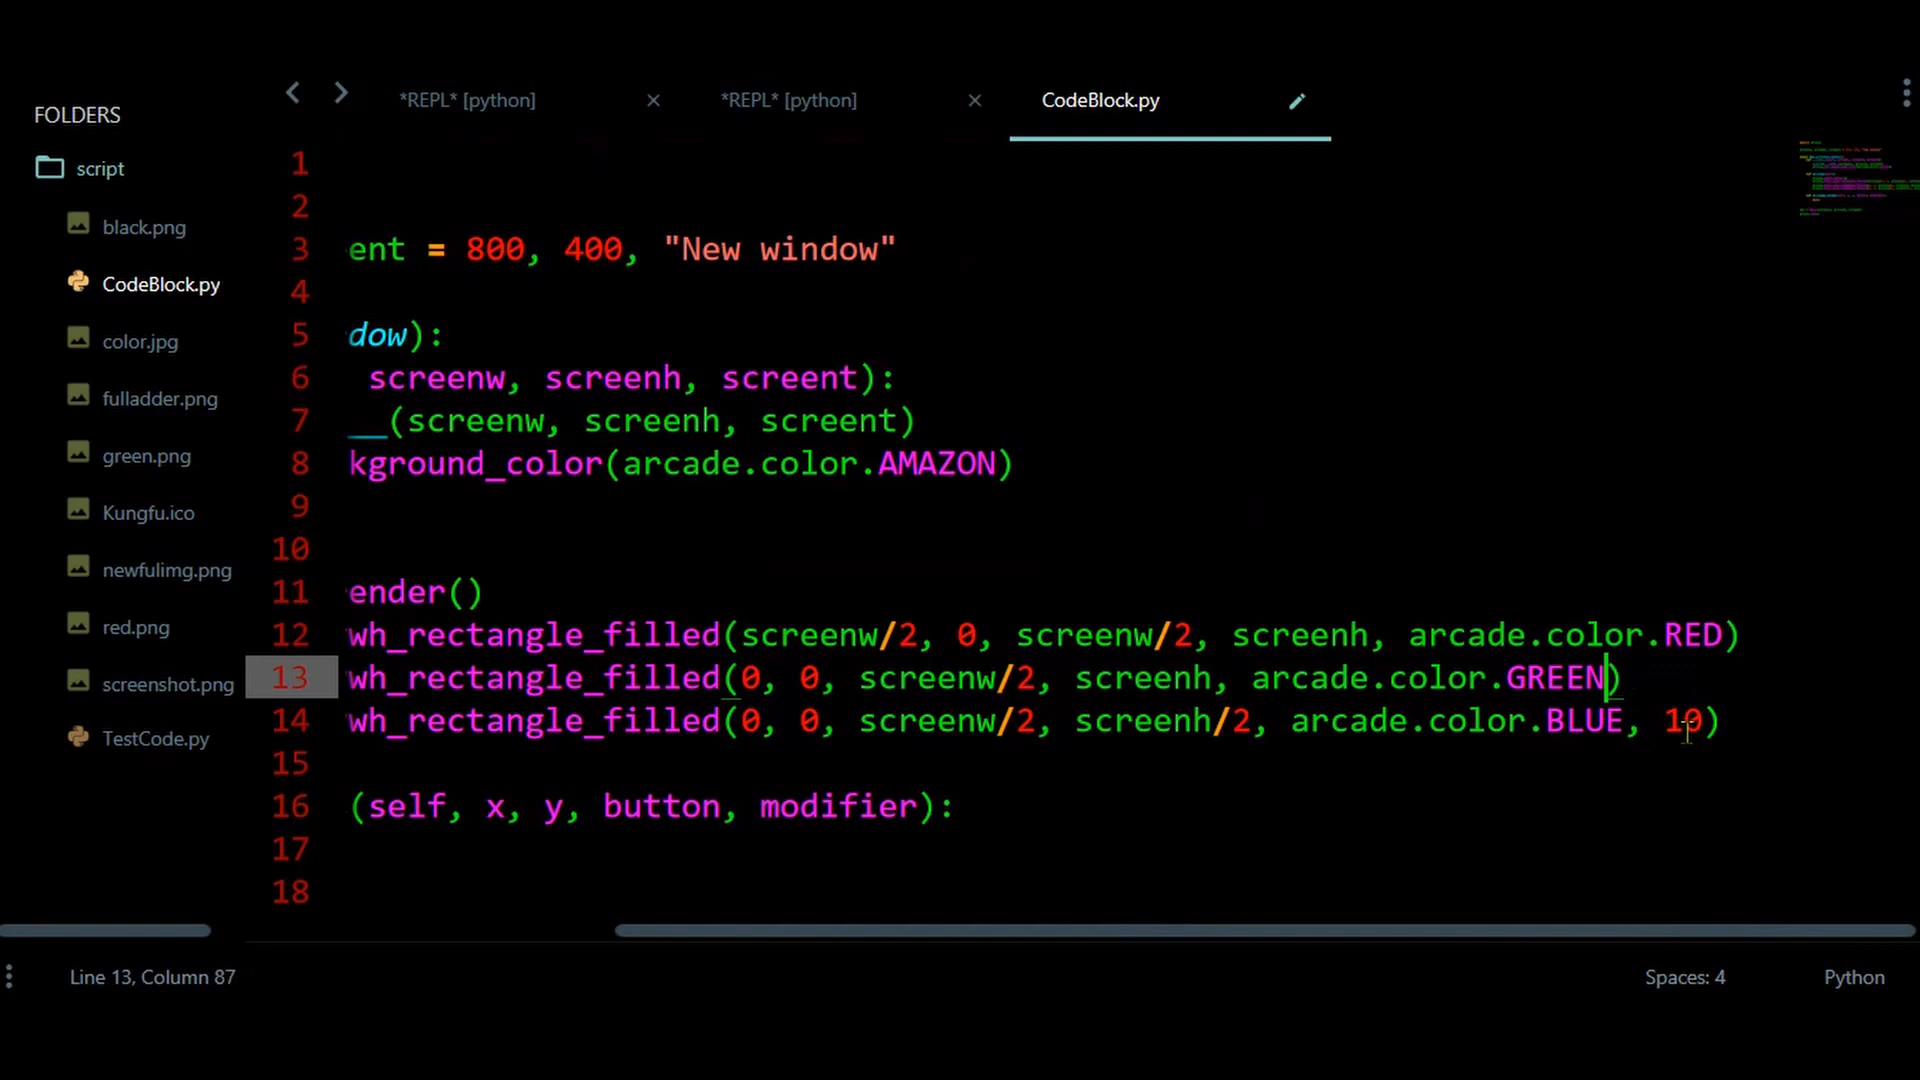 *REPL* [python]
*REPL* [python]
CodeBlock.py
FOLDERS
script
black.png
CodeBlock.py
color.jpg
fulladder.png
green.png
Kungfu.ico
newfulimg.png
red.png
screenshot.png
TestCode.py
1
2
3 ent = 800, 400, "New window"
4
5 dow):
6 screenw, screenh, screent):
7 __(screenw, screenh, screent)
8 kground_color(arcade.color.AMAZON)
9
10
11 ender()
12 wh_rectangle_filled(screenw/2, 0, screenw/2, screenh, arcade.color.RED)
13 wh_rectangle_filled(0, 0, screenw/2, screenh, arcade.color.GREEN)
14 wh_rectangle_filled(0, 0, screenw/2, screenh/2, arcade.color.BLUE, 10)
15
16 (self, x, y, button, modifier):
17
18
Line 13, Column 87
Spaces: 4
Python